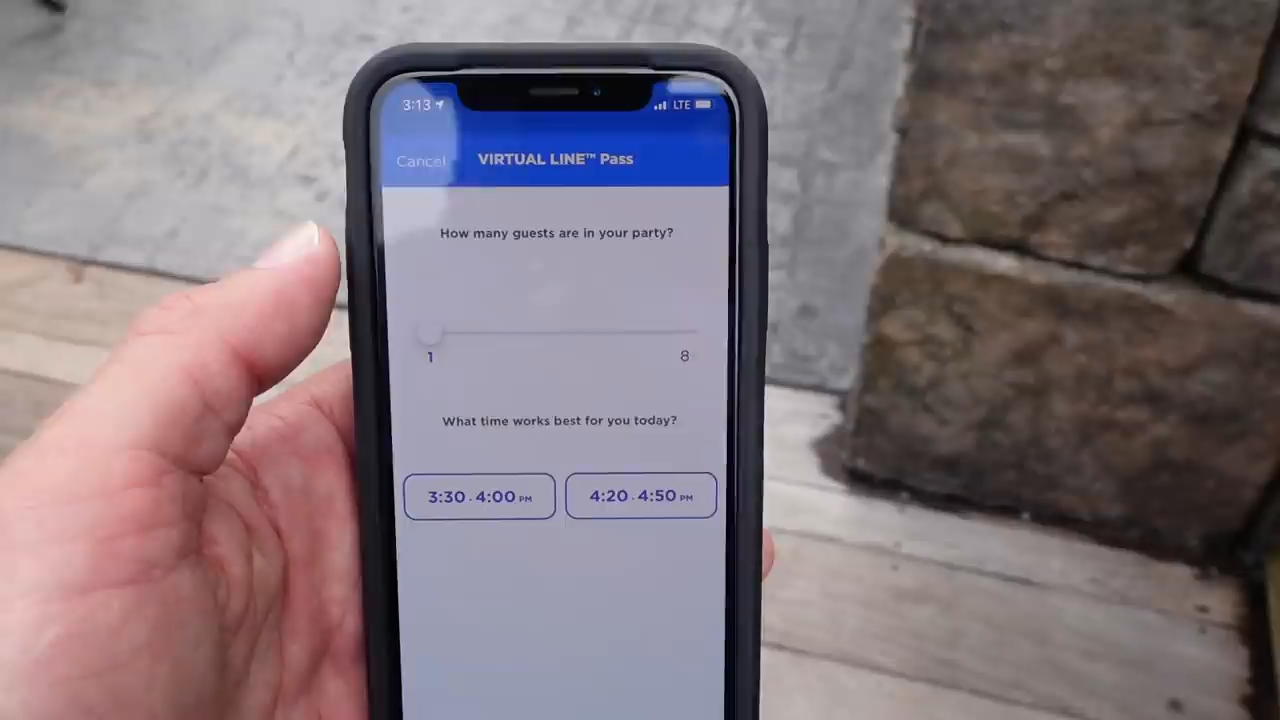 3:13 LTE
Cancel VIRTUAL LINE™ Pass
How many guests are in your party?
1 8
What time works best for you today?
3:30 - 4:00 PM 4:20 - 4:50 PM